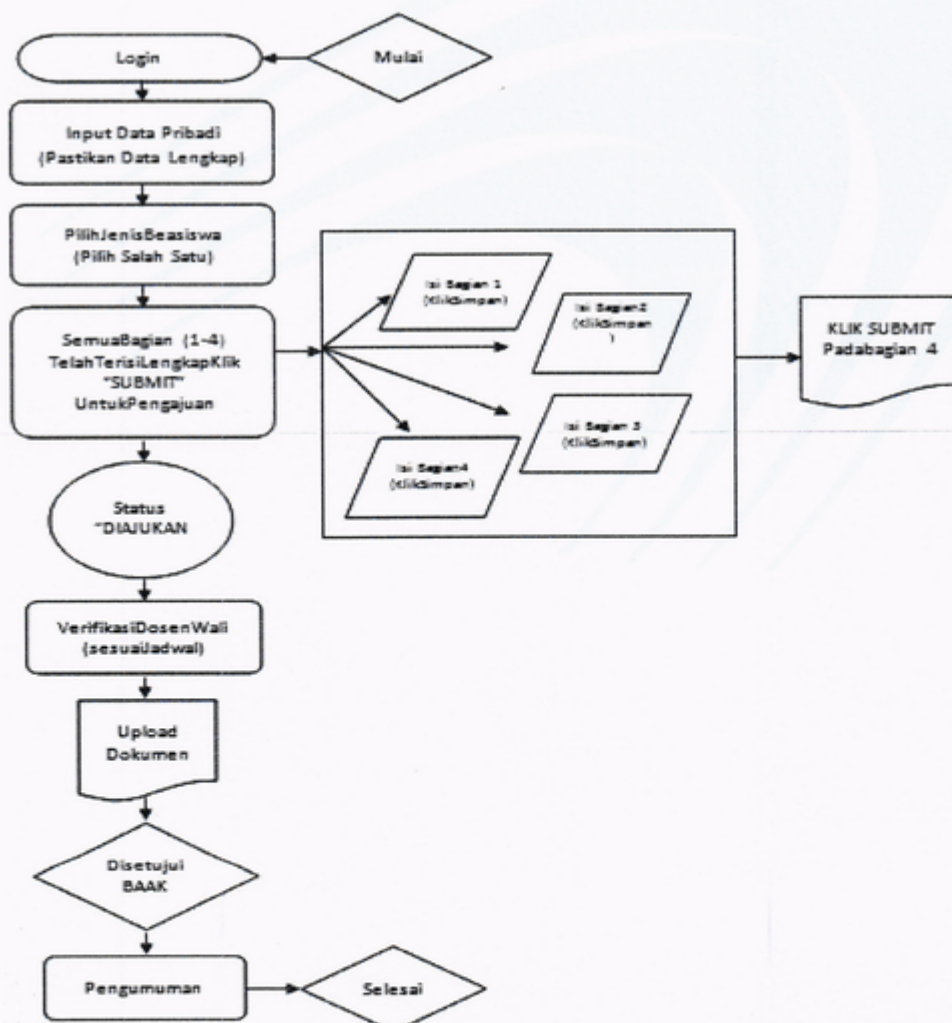 Login
Mulai
Input Data Pribadi
(Pastikan Data Lengkap)
PilihJenisBeasiswa
(Pilih Salah Satu)
SemuaBagian (1-4)
TelahTerisiLengkapKlik
"SUBMIT"
UntukPengajuan
Isi Bagian 1
(KlikSimpan)
Isi Bagian2
(KlikSimpan
)
Isi Bagian 3
(KlikSimpan)
Isi Bagian4
(KlikSimpan)
KLIK SUBMIT
Padabagian 4
Status
"DIAJUKAN
VerifikasiDosenWali
(sesuaiJadwal)
Upload
Dokumen
Disetujui
BAAK
Pengumuman
Selesai